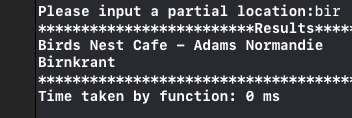 Please input a partial location:bir
*************************Results****
Birds Nest Cafe – Adams Normandie
Birnkrant
************************************
Time taken by function: 0 ms